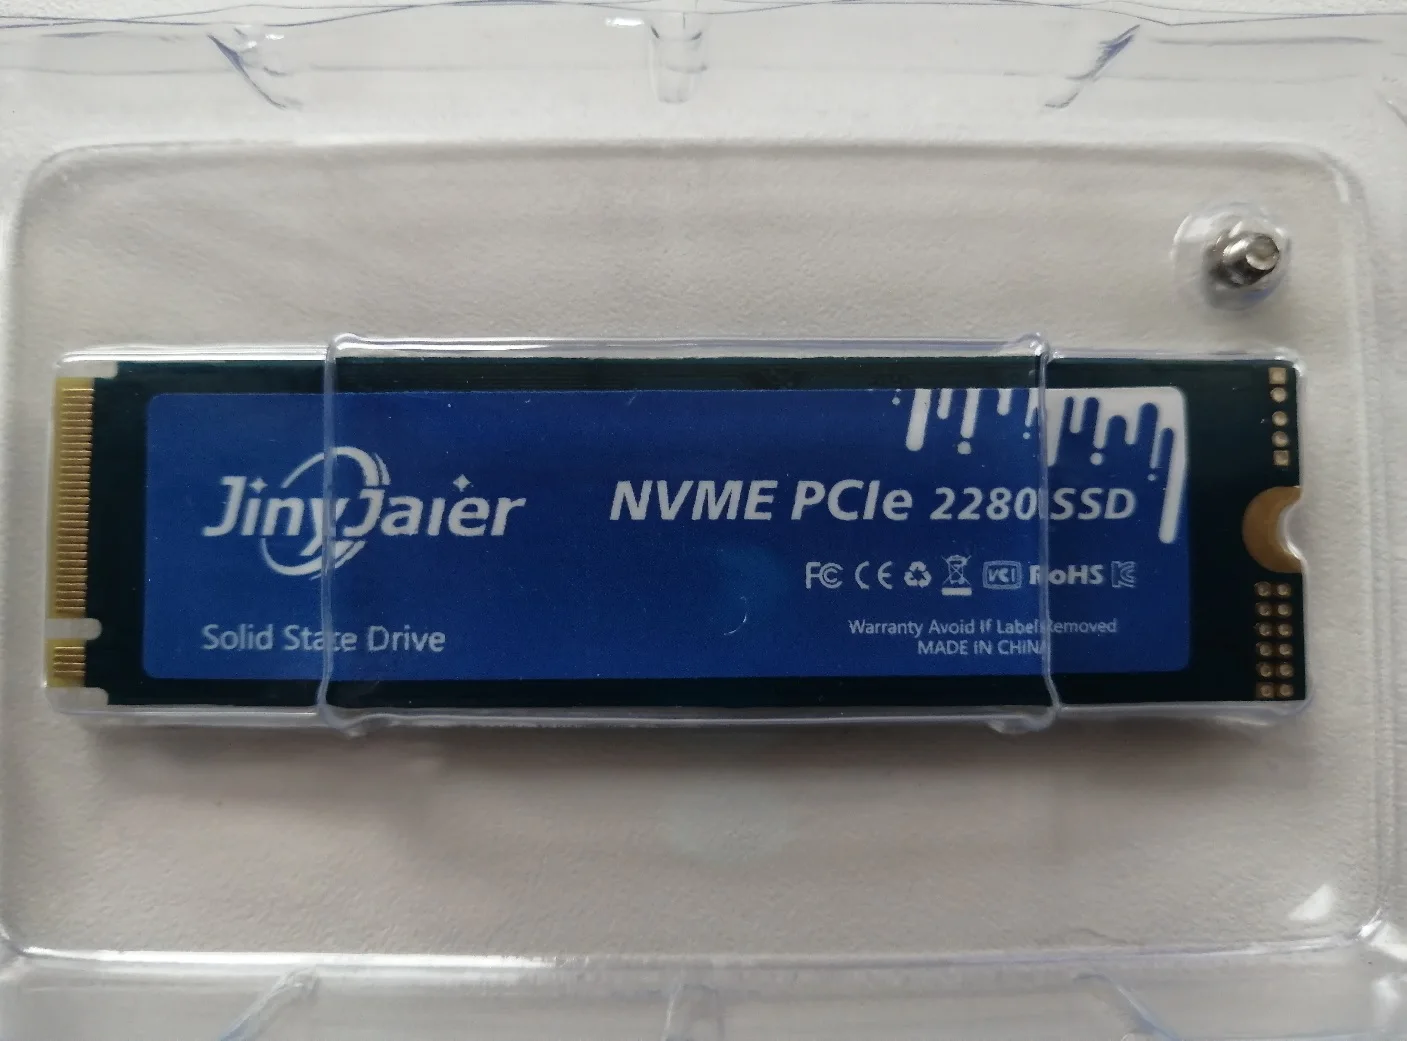 JinyJaier
NVME PCIe 2280 SSD
FC CE VCI RoHS
Solid State Drive
Warranty Avoid If Label Removed
MADE IN CHINA